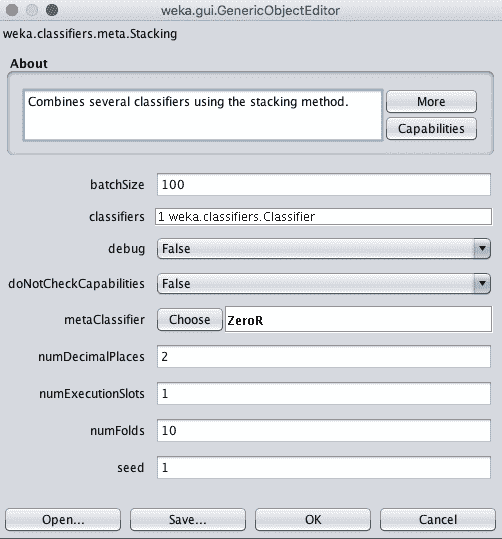 weka.gui.GenericObjectEditor
weka.classifiers.meta.Stacking
About
Combines several classifiers using the stacking method.
More
Capabilities
batchSize 100
classifiers 1 weka.classifiers.Classifier
debug False
doNotCheckCapabilities False
metaClassifier Choose ZeroR
numDecimalPlaces 2
numExecutionSlots 1
numFolds 10
seed 1
Open... Save... OK Cancel